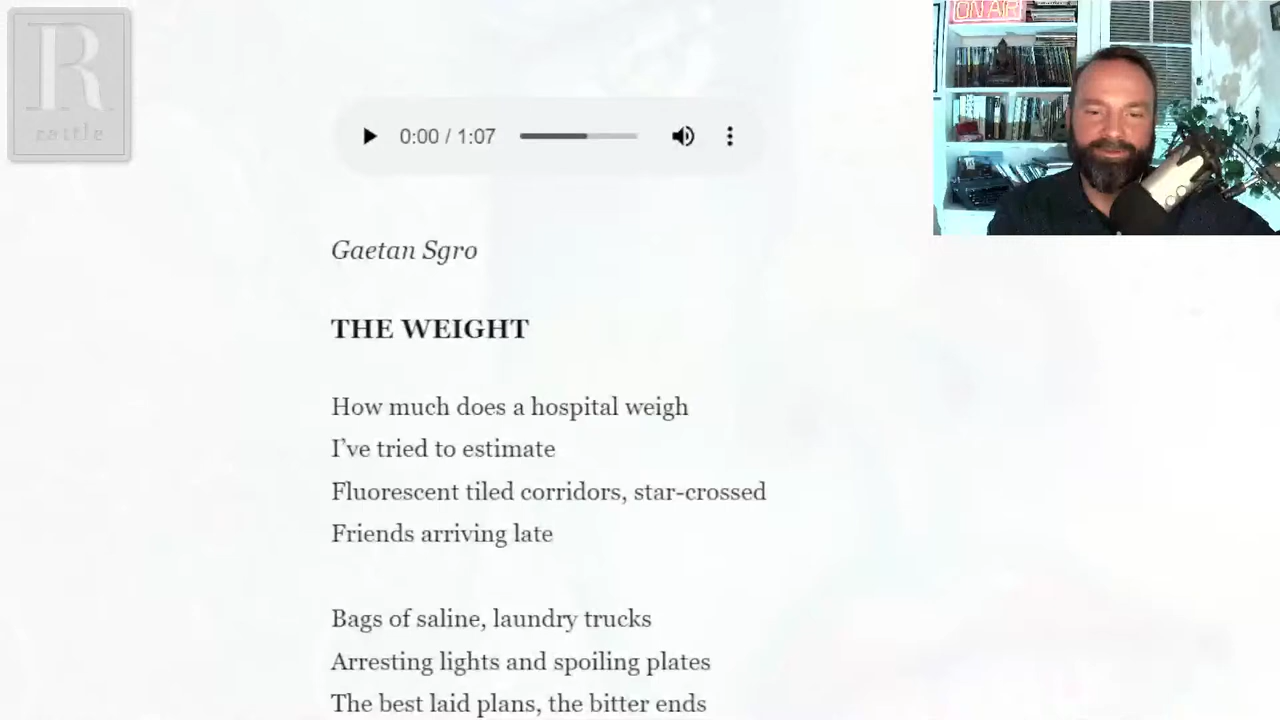 R
rattle
ON AIR
0:00 / 1:07
Gaetan Sgro
THE WEIGHT
How much does a hospital weigh
I’ve tried to estimate
Fluorescent tiled corridors, star-crossed
Friends arriving late
Bags of saline, laundry trucks
Arresting lights and spoiling plates
The best laid plans, the bitter ends